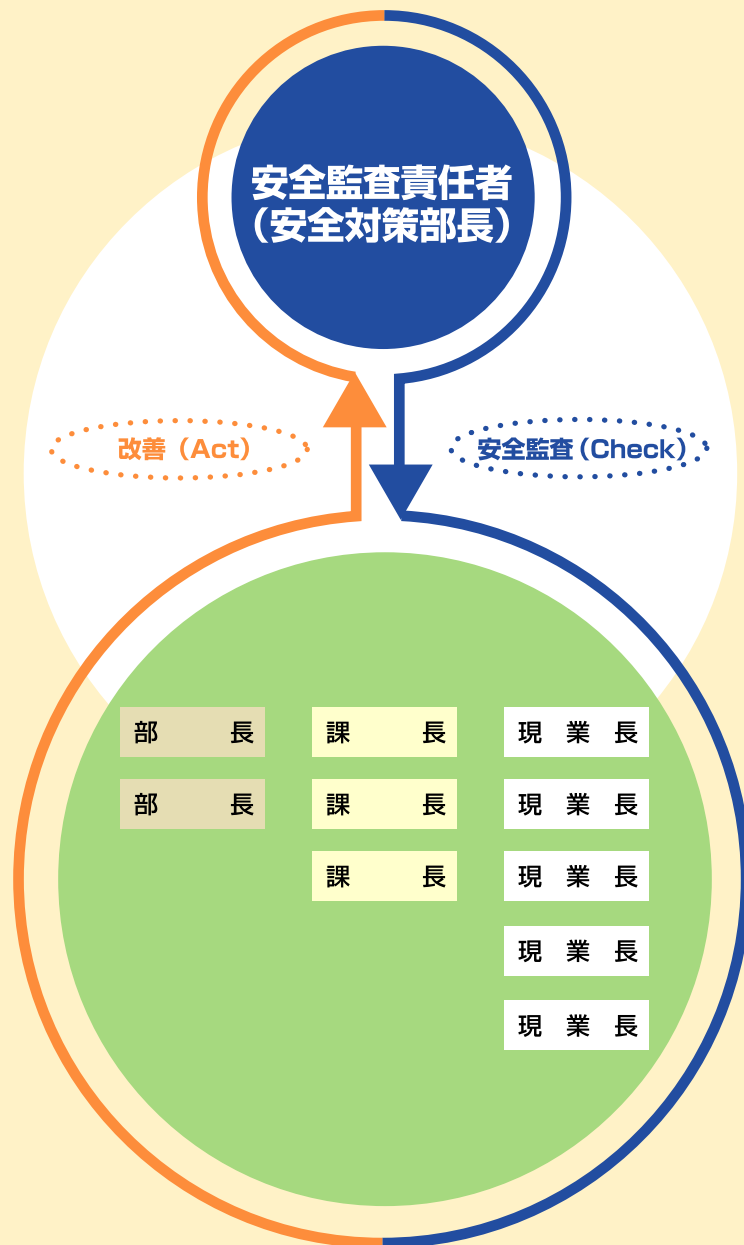 安全監査責任者
（安全対策部長）
改善（Act）
安全監査（Check）
部長 課長 現業長
部長 課長 現業長
課長 現業長
現業長
現業長